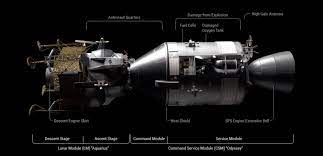 Damage from Explosion
High Gain Antenna
Astronaut Quarters
Fuel Cells
Damaged
Oxygen Tank
Descent Engine Skirt
Heat Shield
SPS Engine Extension Bell
Descent Stage
Ascent Stage
Command Module
Service Module
Lunar Module (LM) "Aquarius"
Command Service Module (CSM) "Odyssey"